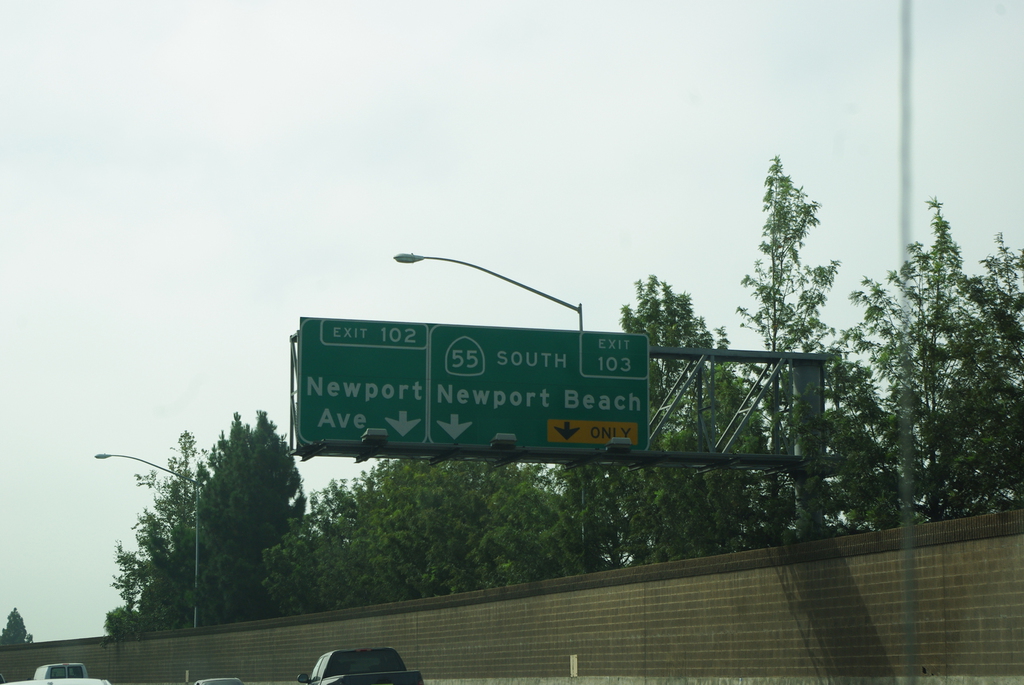 EXIT 102
Newport
Ave
55 SOUTH
EXIT
103
Newport Beach
ONLY